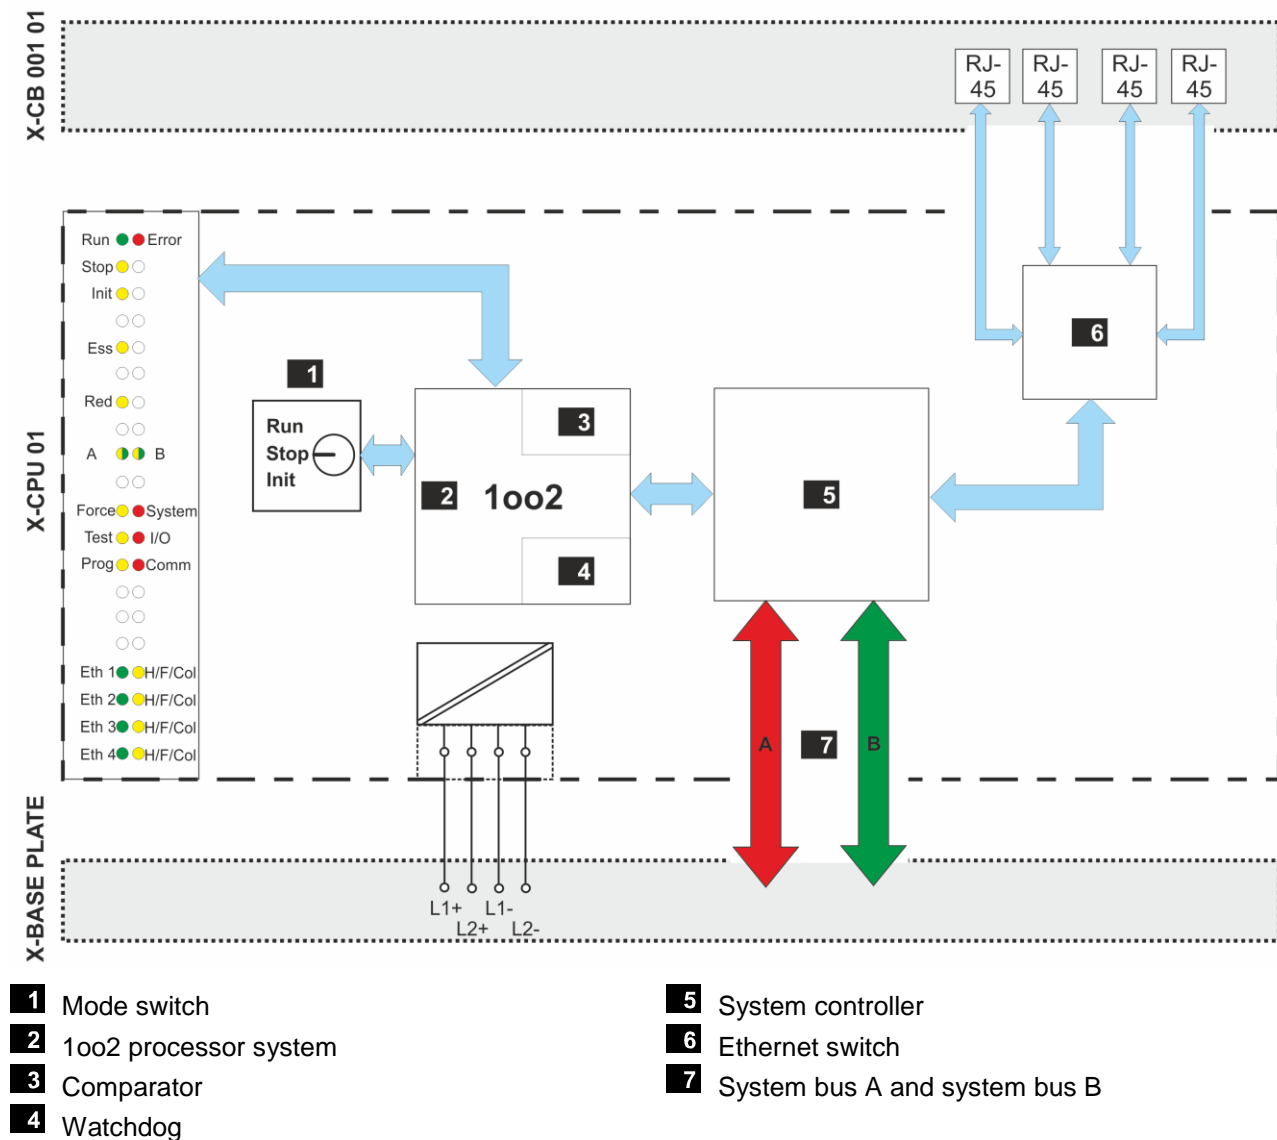 X-CB 001 01
RJ-
45
RJ-
45
RJ-
45
RJ-
45
X-CPU 01
Run Error
Stop
Init
Ess
Red
A B
Force System
Test I/O
Prog Comm
Eth 1 H/F/Col
Eth 2 H/F/Col
Eth 3 H/F/Col
Eth 4 H/F/Col
1
Run
Stop
Init
2
1oo2
3
4
5
6
A
7
B
X-BASE PLATE
L1+ L1-
L2+ L2-
1 Mode switch
2 1oo2 processor system
3 Comparator
4 Watchdog
5 System controller
6 Ethernet switch
7 System bus A and system bus B